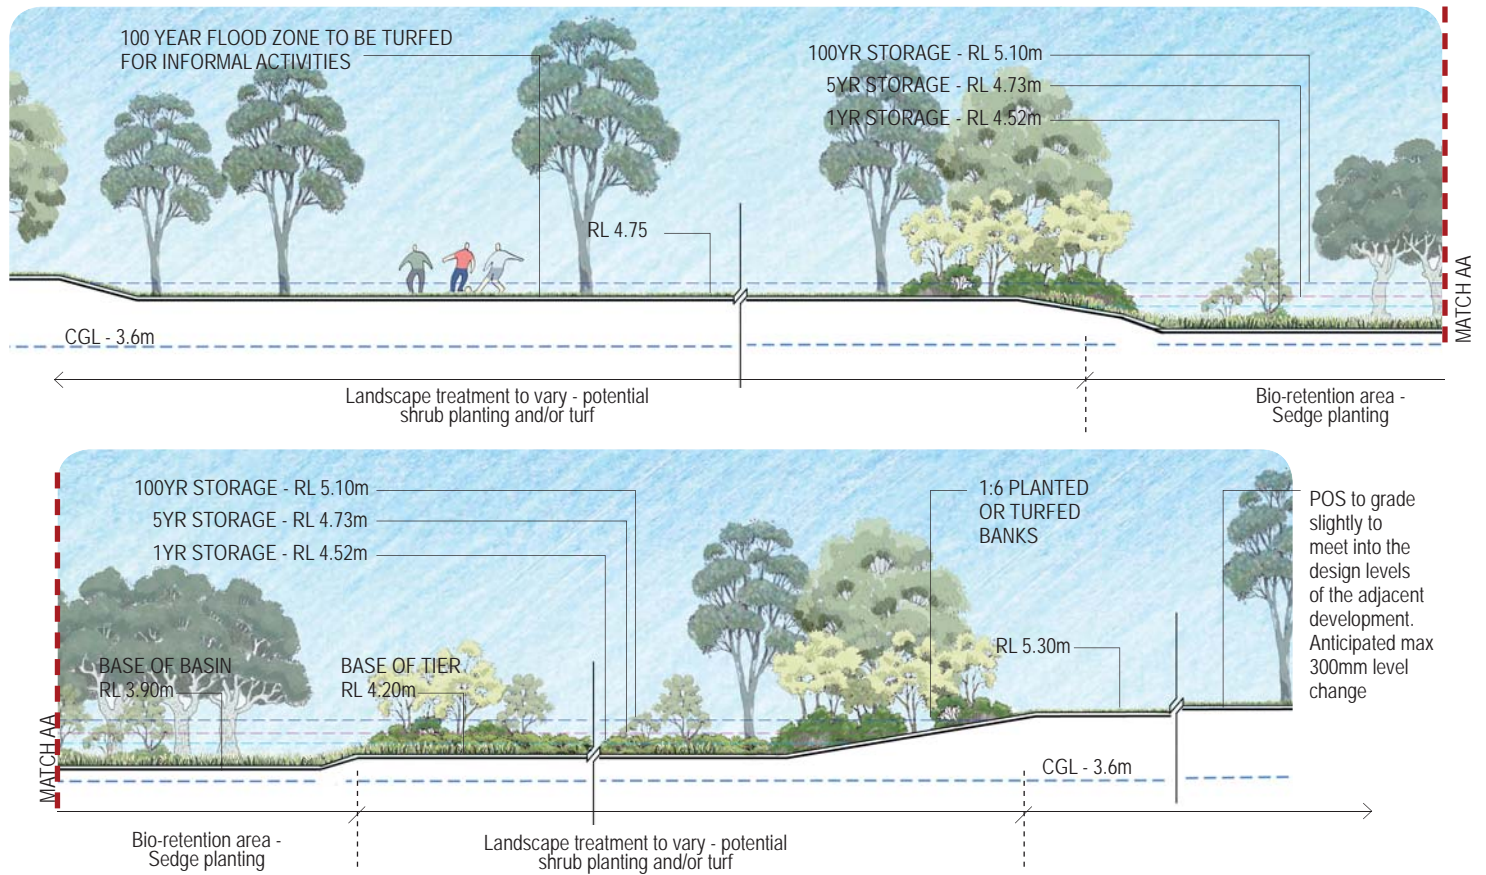 100 YEAR FLOOD ZONE TO BE TURFED
FOR INFORMAL ACTIVITIES
100YR STORAGE - RL 5.10m
5YR STORAGE - RL 4.73m
1YR STORAGE - RL 4.52m
RL 4.75
CGL - 3.6m
MATCH AA
Landscape treatment to vary - potential
shrub planting and/or turf
Bio-retention area -
Sedge planting
100YR STORAGE - RL 5.10m
5YR STORAGE - RL 4.73m
1YR STORAGE - RL 4.52m
1:6 PLANTED
OR TURFED
BANKS
POS to grade
slightly to
meet into the
design levels
of the adjacent
development.
Anticipated max
300mm level
change
BASE OF BASIN
RL 3.90m
BASE OF TIER
RL 4.20m
RL 5.30m
MATCH AA
CGL - 3.6m
Bio-retention area -
Sedge planting
Landscape treatment to vary - potential
shrub planting and/or turf